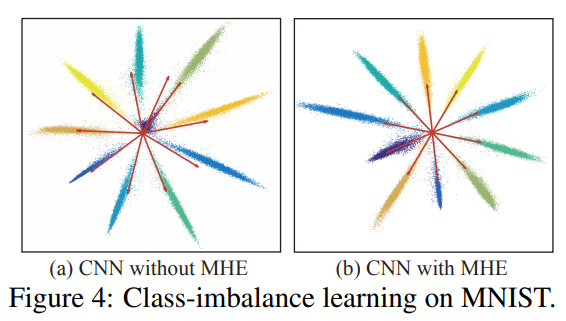 (a) CNN without MHE
(b) CNN with MHE
Figure 4: Class-imbalance learning on MNIST.